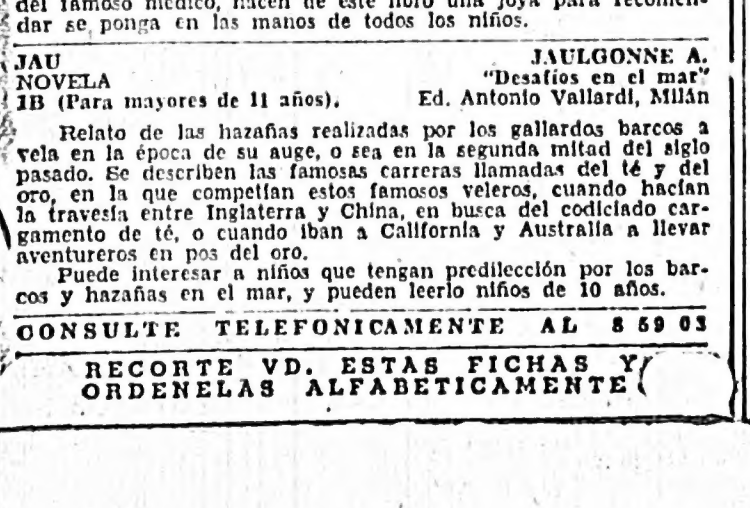 del famoso médico, hacen de este libro una joya para recomen-
dar se ponga en las manos de todos los niños.
JAU JAULGONNE A.
NOVELA "Desafíos en el mar"
1B (Para mayores de 11 años). Ed. Antonio Vallardi, Milán
Relato de las hazañas realizadas por los gallardos barcos a
vela en la época de su auge, o sea en la segunda mitad del siglo
pasado. Se describen las famosas carreras llamadas del té y del
oro, en la que competían estos famosos veleros, cuando hacían
la travesía entre Inglaterra y China, en busca del codiciado car-
gamento de té, o cuando iban a California y Australia a llevar
aventureros en pos del oro.
Puede interesar a niños que tengan predilección por los bar-
cos y hazañas en el mar, y pueden leerlo niños de 10 años.
CONSULTE TELEFONICAMENTE AL 8 59 03
RECORTE VD. ESTAS FICHAS Y
ORDENELAS ALFABETICAMENTE